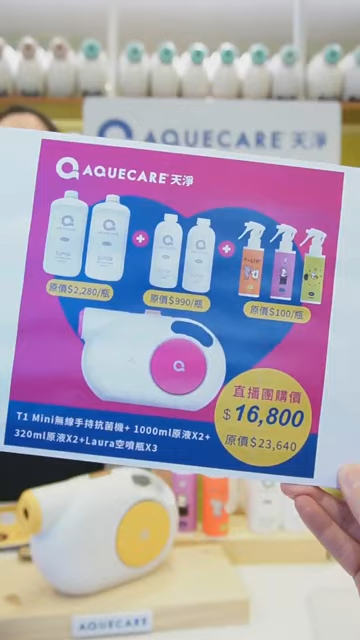 AQUECARE 天淨
AQUECARE 天淨
原價$2,280/瓶
原價$990/瓶
原價$100/瓶
直播團購價
$16,800
原價$23,640
T1 Mini無線手持抗菌機+ 1000ml原液X2+
320ml原液X2+Laura空噴瓶X3
AQUECARE